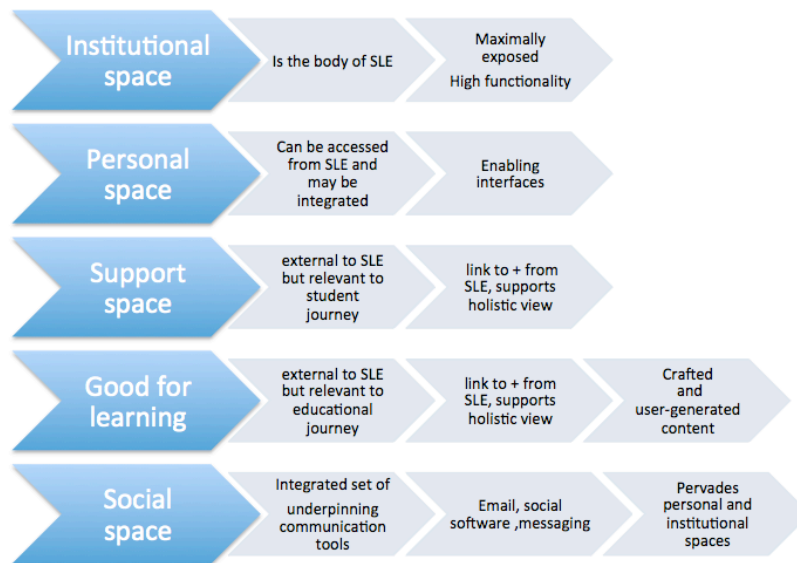 Institutional
space
Is the body of SLE
Maximally
exposed
High functionality
Personal
space
Can be accessed
from SLE and
may be
integrated
Enabling
interfaces
Support
space
external to SLE
but relevant to
student
journey
link to + from
SLE, supports
holistic view
Good for
learning
external to SLE
but relevant to
educational
journey
link to + from
SLE, supports
holistic view
Crafted
and
user-generated
content
Social
space
Integrated set of
underpinning
communication
tools
Email, social
software ,messaging
Pervades
personal and
institutional
spaces